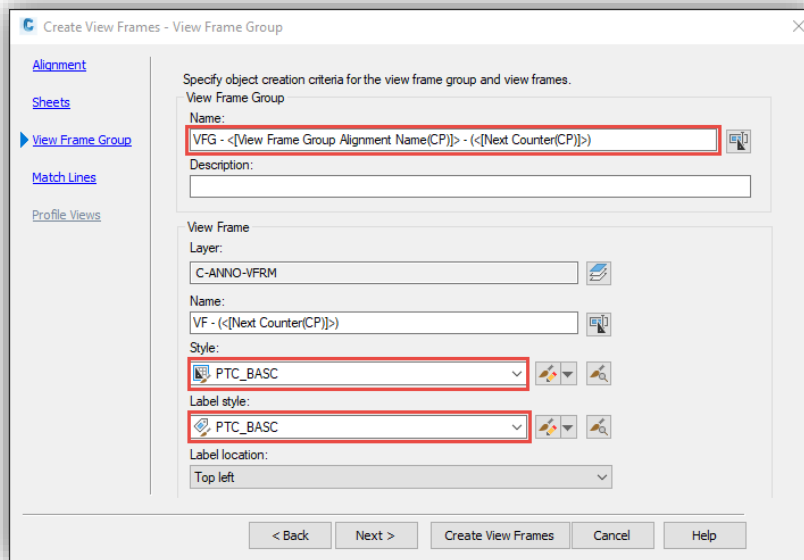 Create View Frames - View Frame Group
Alignment
Sheets
View Frame Group
Match Lines
Profile Views
Specify object creation criteria for the view frame group and view frames.
View Frame Group
Name:
VFG - <[View Frame Group Alignment Name(CP)]> - (<[Next Counter(CP)]>)
Description:
View Frame
Layer:
C-ANNO-VFRM
Name:
VF - (<[Next Counter(CP)]>)
Style:
PTC_BASC
Label style:
PTC_BASC
Label location:
Top left
< Back Next > Create View Frames Cancel Help